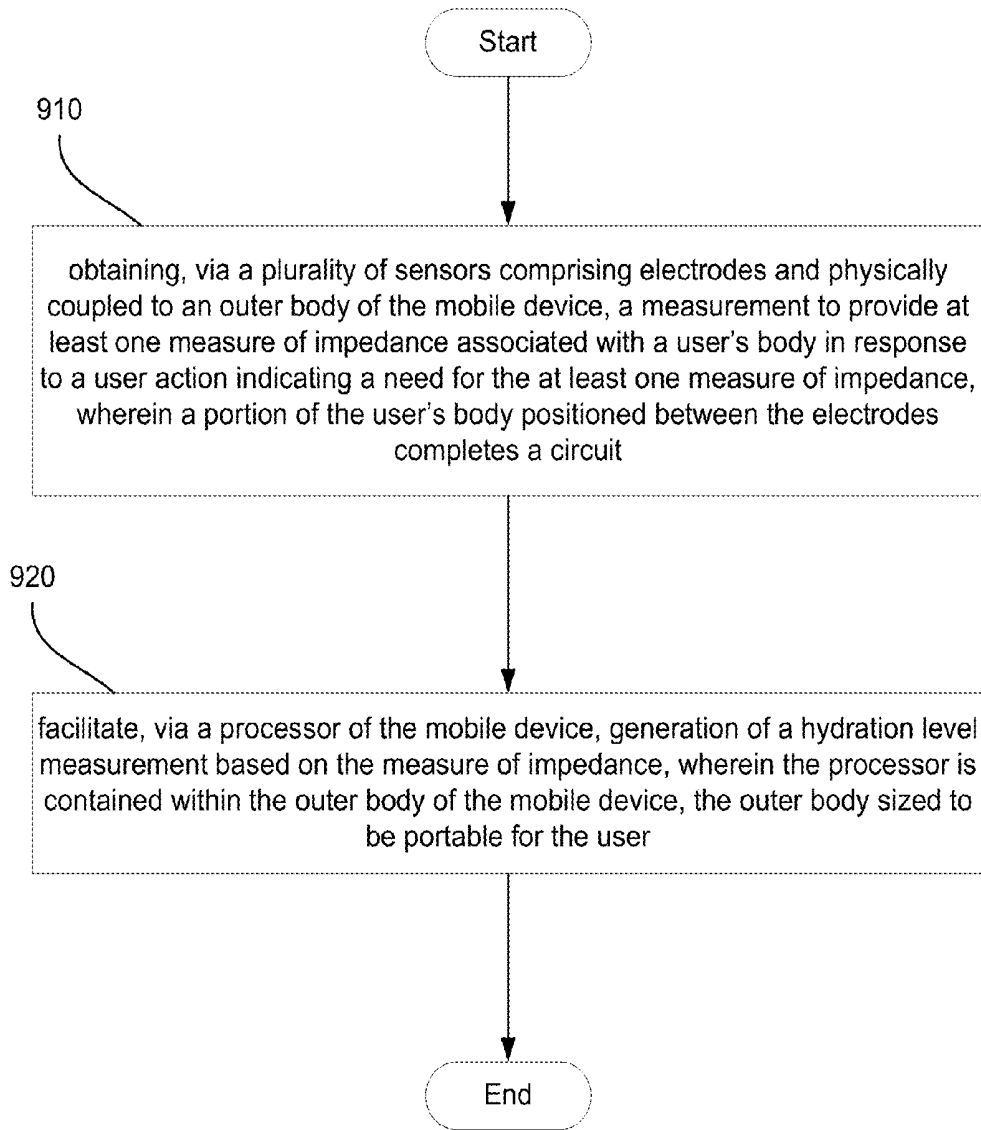 Start
910
obtaining, via a plurality of sensors comprising electrodes and physically
coupled to an outer body of the mobile device, a measurement to provide at
least one measure of impedance associated with a user's body in response
to a user action indicating a need for the at least one measure of impedance,
wherein a portion of the user's body positioned between the electrodes
completes a circuit
920
facilitate, via a processor of the mobile device, generation of a hydration level
measurement based on the measure of impedance, wherein the processor is
contained within the outer body of the mobile device, the outer body sized to
be portable for the user
End